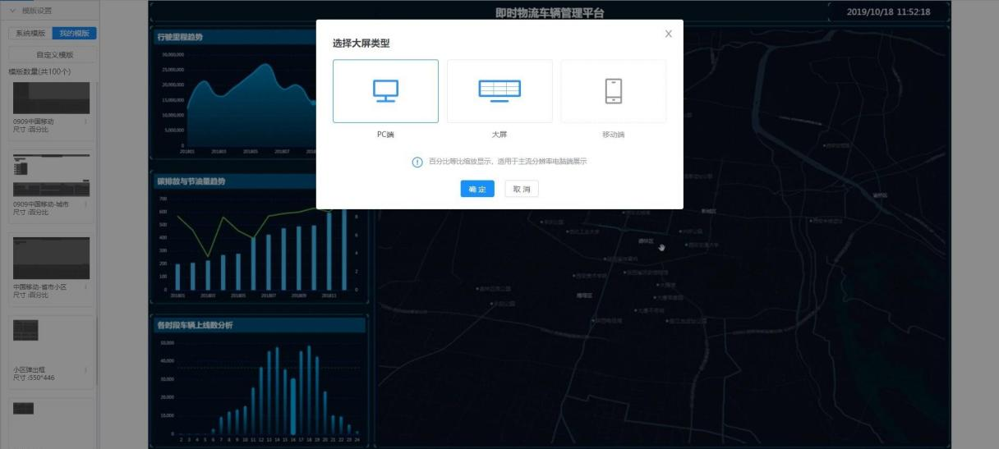 模版设置
系统模版
我的模版
自定义模版
模版数量(共100个)
0909中国移动
尺寸:百分比
0909中国移动-城市
尺寸:百分比
中国移动-省市小区
尺寸:百分比
小区弹出框
尺寸:550*446
即时物流车辆管理平台
2019/10/18 11:52:18
行驶里程趋势
30,000,000
25,000,000
20,000,000
15,000,000
10,000,000
5,000,000
0
201801
201803
201805
201807
选择大屏类型
X
PC端
大屏
移动端
百分比等比缩放显示，适用于主流分辨率电脑端展示
确定
取消
碳排放与节油量趋势
700
600
500
400
300
200
100
0
8
6
4
2
0
201801
201803
201805
201807
201809
201811
各时段车辆上线数分析
50,000
40,000
30,000
20,000
10,000
0
2 3 4 5 6 7 8 9 10 11 12 13 14 15 16 17 18 19 20 21 22 23 24
新城区
碑林区
雁塔区
灞桥区